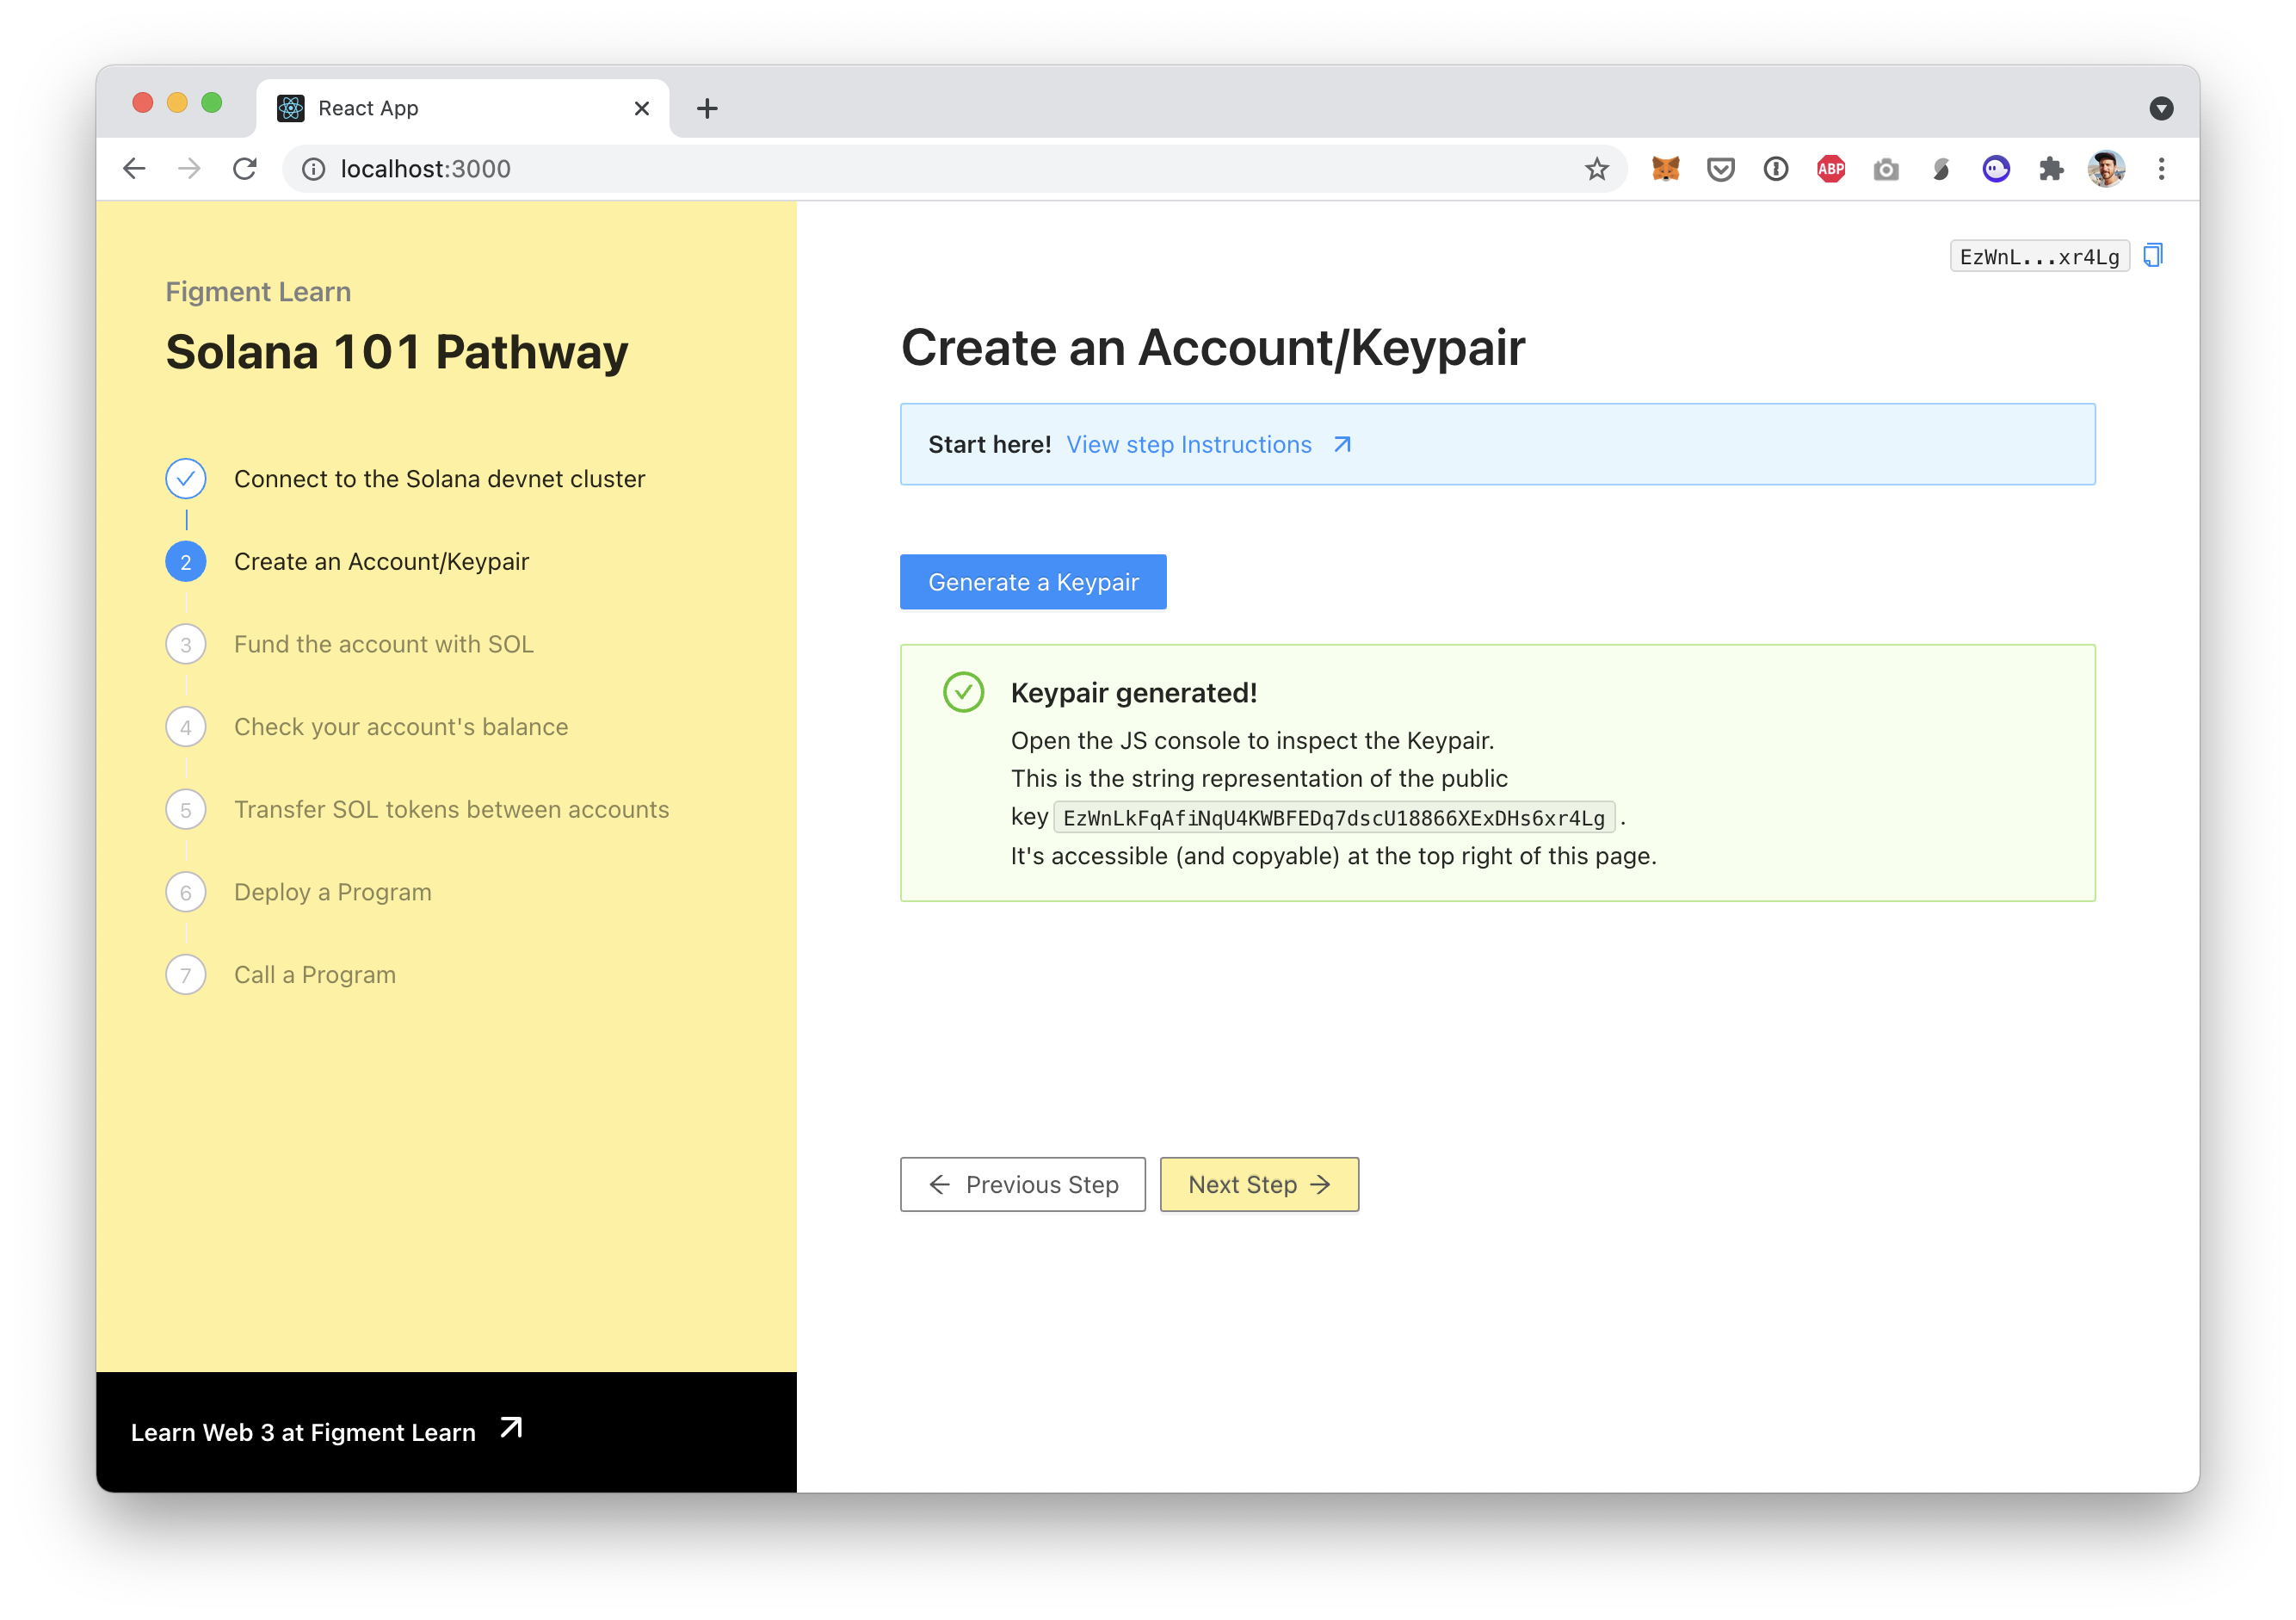 React App
localhost:3000
ABP
EzWnL...xr4Lg
Figment Learn
Solana 101 Pathway
Connect to the Solana devnet cluster
2 Create an Account/Keypair
3 Fund the account with SOL
4 Check your account's balance
5 Transfer SOL tokens between accounts
6 Deploy a Program
7 Call a Program
Learn Web 3 at Figment Learn
Create an Account/Keypair
Start here! View step Instructions
Generate a Keypair
Keypair generated!
Open the JS console to inspect the Keypair.
This is the string representation of the public
key EzWnLkFqAfiNqU4KWBFEDq7dscU18866XExDHs6xr4Lg .
It's accessible (and copyable) at the top right of this page.
Previous Step
Next Step